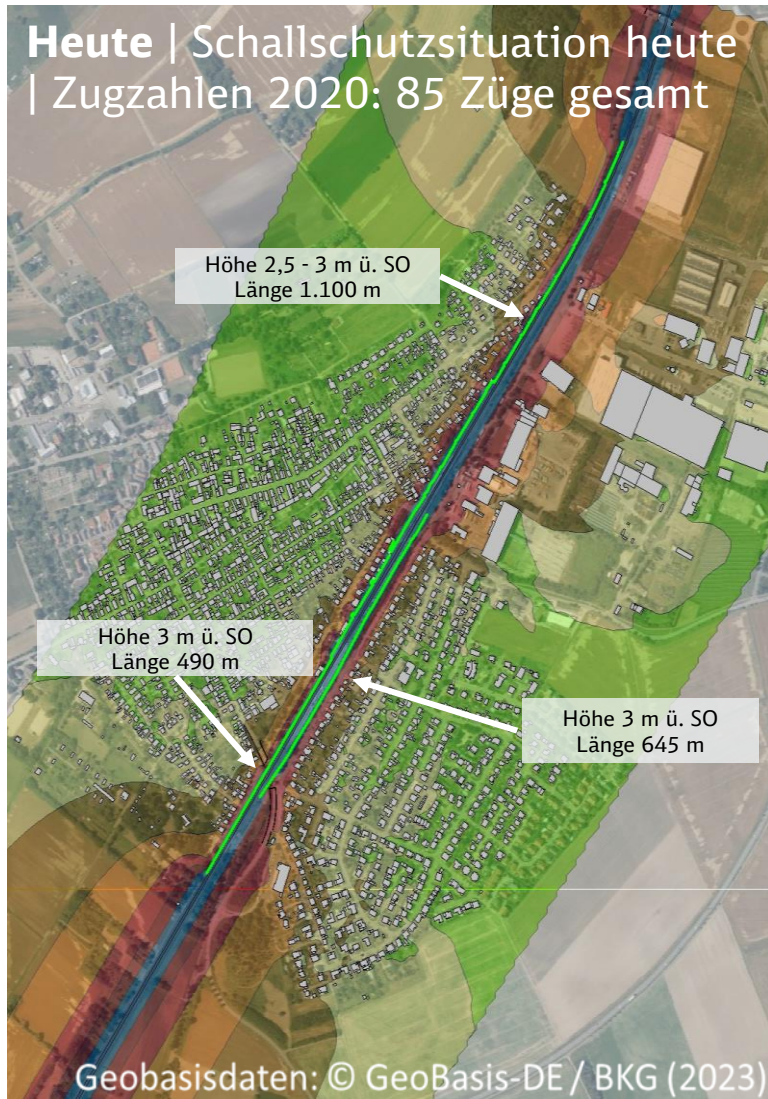 Heute | Schallschutzsituation heute
| Zugzahlen 2020: 85 Züge gesamt
Höhe 2,5 - 3 m ü. SO
Länge 1.100 m
Höhe 3 m ü. SO
Länge 490 m
Höhe 3 m ü. SO
Länge 645 m
Geobasisdaten: © GeoBasis-DE / BKG (2023)